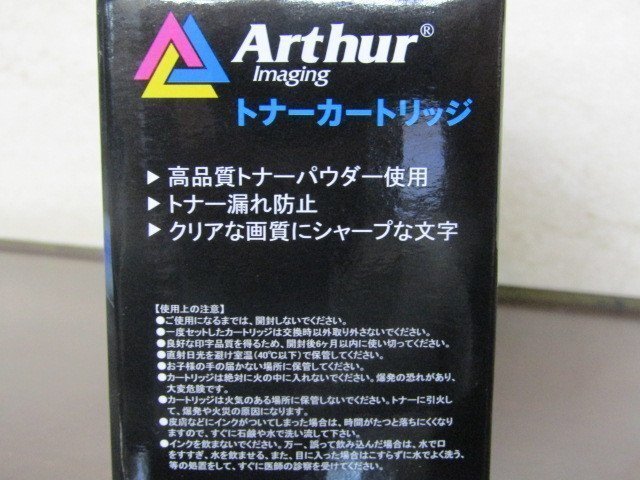 Arthur®
Imaging
トナーカートリッジ
▶ 高品質トナーパウダー使用
▶ トナー漏れ防止
▶ クリアな画質にシャープな文字
【使用上の注意】
●ご使用になるまでは、開封しないでください。
●一度セットしたカートリッジは交換時以外取り外さないでください。
●良好な印字品質を得るため、開封後6ヶ月以内に使い切ってください。
●直射日光を避け室温(40℃以下)で保管してください。
●お子様の手の届かない場所に保管してください。
●カートリッジは絶対に火の中に入れないでください。爆発の恐れがあり、
大変危険です。
●カートリッジは火気のある場所に保管しないでください。トナーに引火し
て、爆発や火災の原因になります。
●皮膚などにインクがついてしまった場合は、時間がたつと落ちにくくなり
ますので、すぐに石鹸や水で洗い流して下さい。
●インクを飲まないでください。万一、誤って飲み込んだ場合は、水で口
をすすぎ、水を飲ませる、また、目に入った場合はこすらずに水でよく洗う、
等の処置をして、すぐに医師の診察を受けてください。